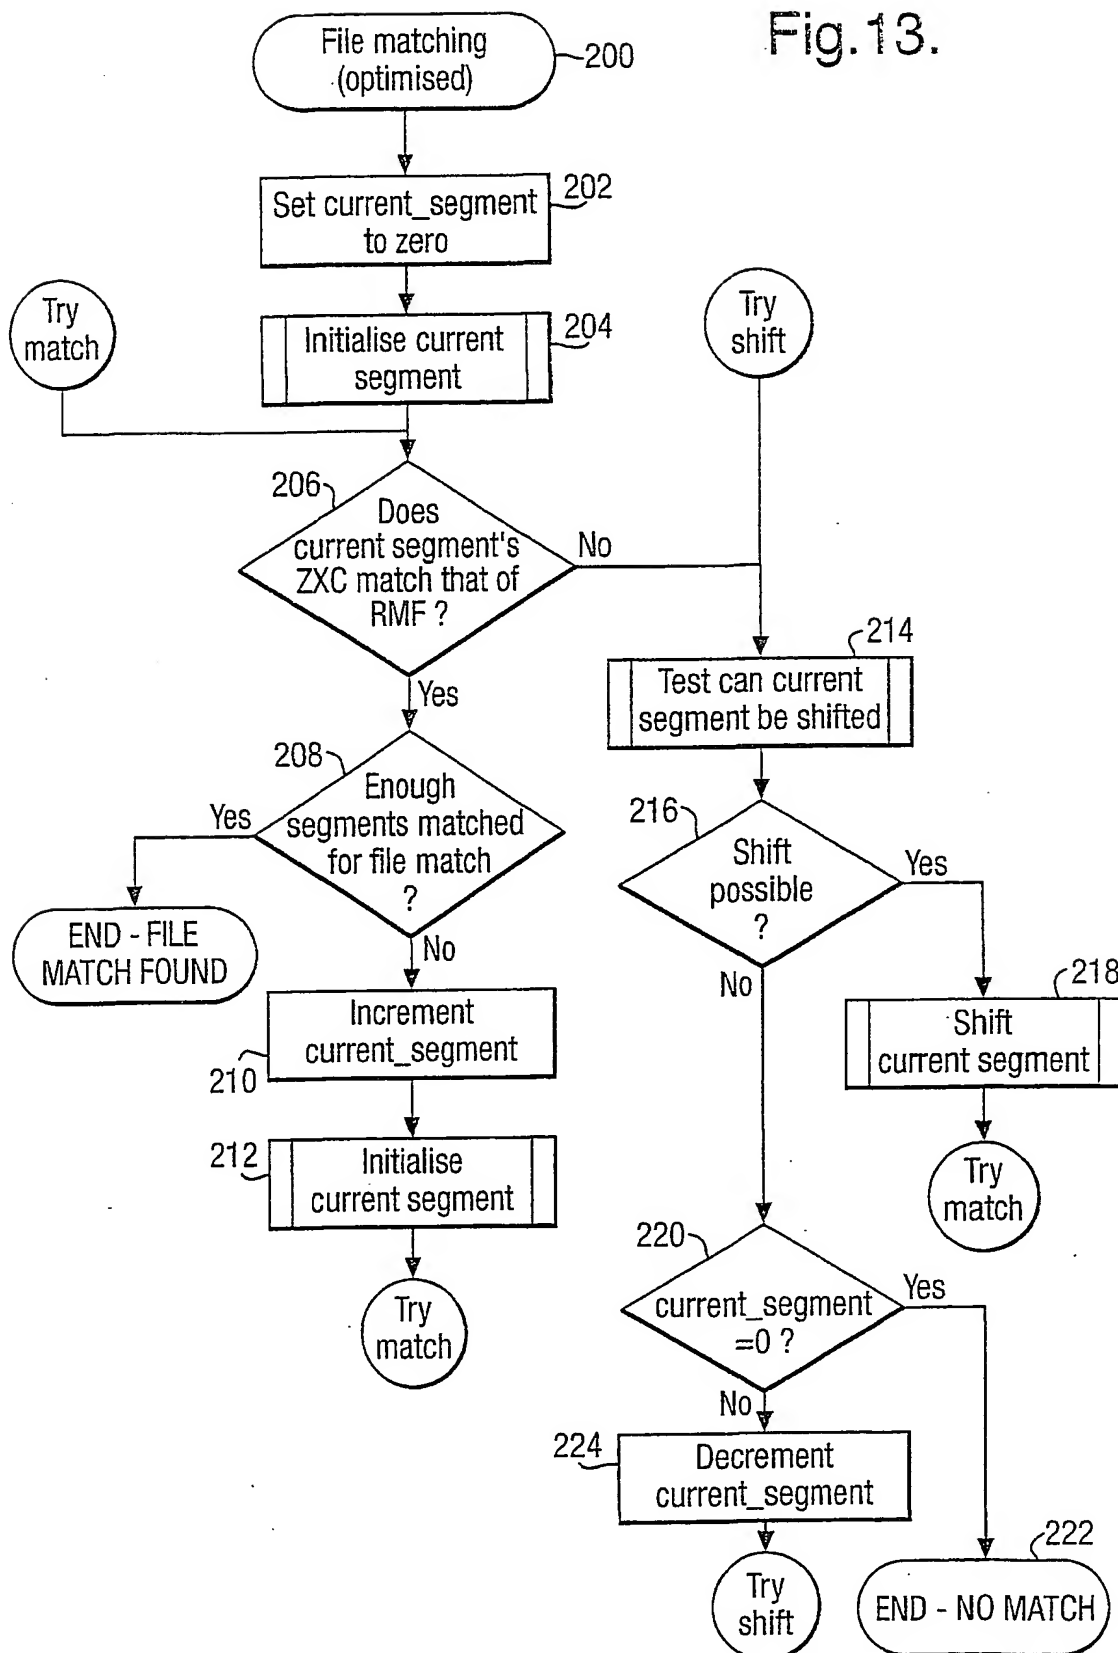 Fig.13.
File matching
(optimised)
200
Set current_segment
to zero
202
Try
match
Initialise current
segment
204
Try
shift
206
Does
current segment's
ZXC match that of
RMF ?
No
Yes
214
Test can current
segment be shifted
208
Enough
segments matched
for file match
?
Yes
No
END - FILE
MATCH FOUND
216
Shift
possible
?
Yes
No
Increment
current_segment
210
218
Shift
current segment
212
Initialise
current segment
Try
match
Try
match
220
current_segment
=0 ?
Yes
No
224
Decrement
current_segment
222
Try
shift
END - NO MATCH